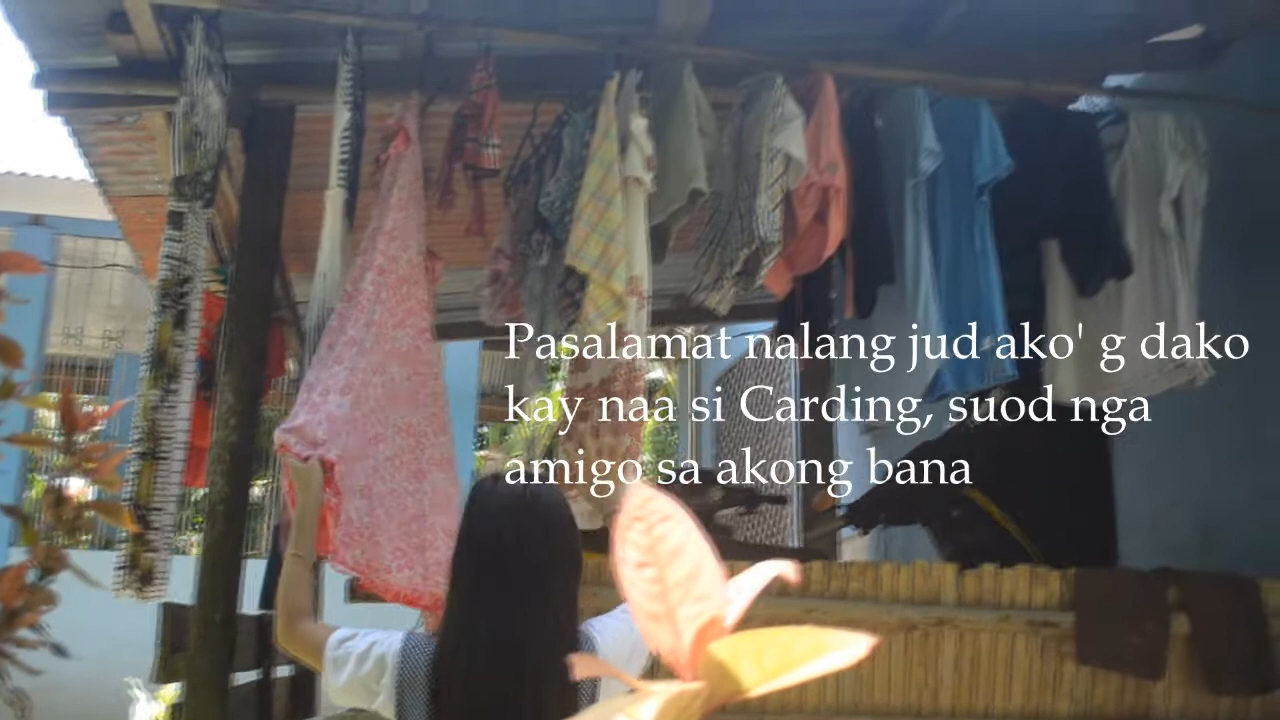 Pasalamat nalang jud ako' g dako
kay naa si Carding, suod nga
amigo sa akong bana